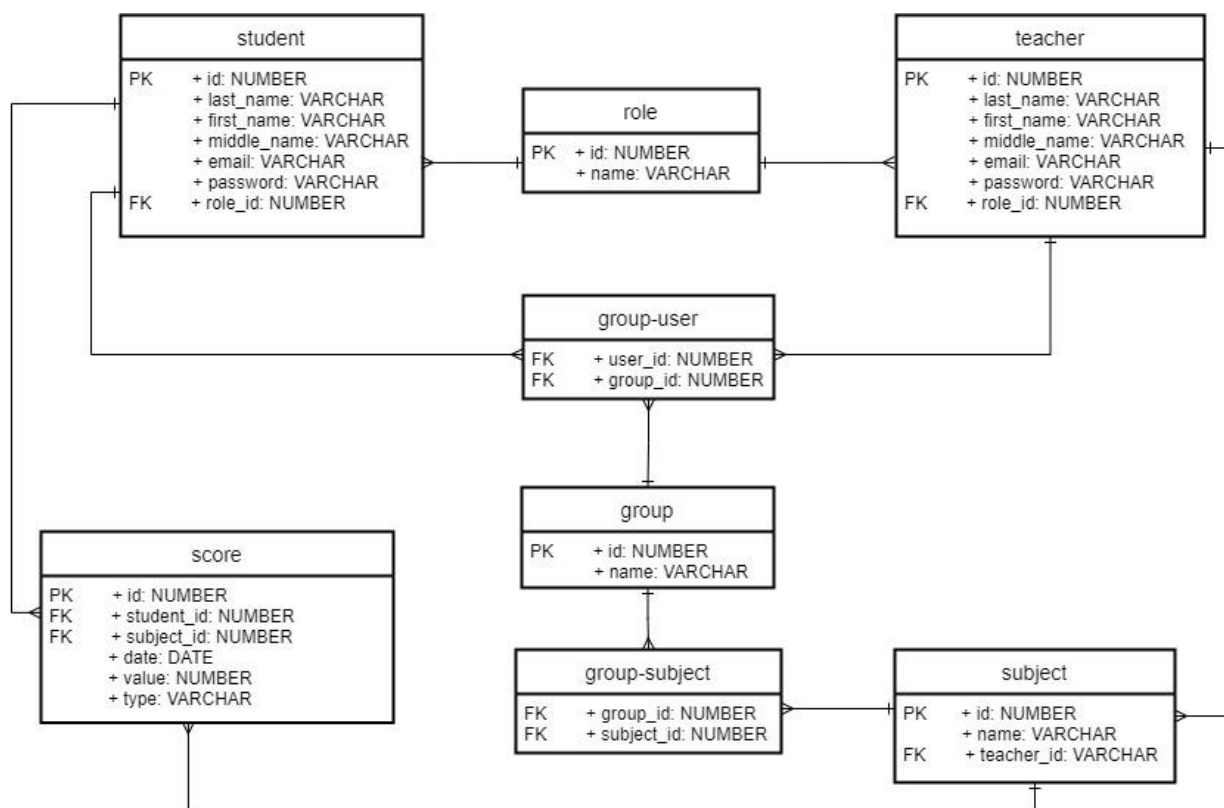 student
PK + id: NUMBER
+ last_name: VARCHAR
+ first_name: VARCHAR
+ middle_name: VARCHAR
+ email: VARCHAR
+ password: VARCHAR
FK + role_id: NUMBER
role
PK + id: NUMBER
+ name: VARCHAR
teacher
PK + id: NUMBER
+ last_name: VARCHAR
+ first_name: VARCHAR
+ middle_name: VARCHAR
+ email: VARCHAR
+ password: VARCHAR
FK + role_id: NUMBER
group-user
FK + user_id: NUMBER
FK + group_id: NUMBER
group
PK + id: NUMBER
+ name: VARCHAR
score
PK + id: NUMBER
FK + student_id: NUMBER
FK + subject_id: NUMBER
+ date: DATE
+ value: NUMBER
+ type: VARCHAR
group-subject
FK + group_id: NUMBER
FK + subject_id: NUMBER
subject
PK + id: NUMBER
+ name: VARCHAR
FK + teacher_id: VARCHAR